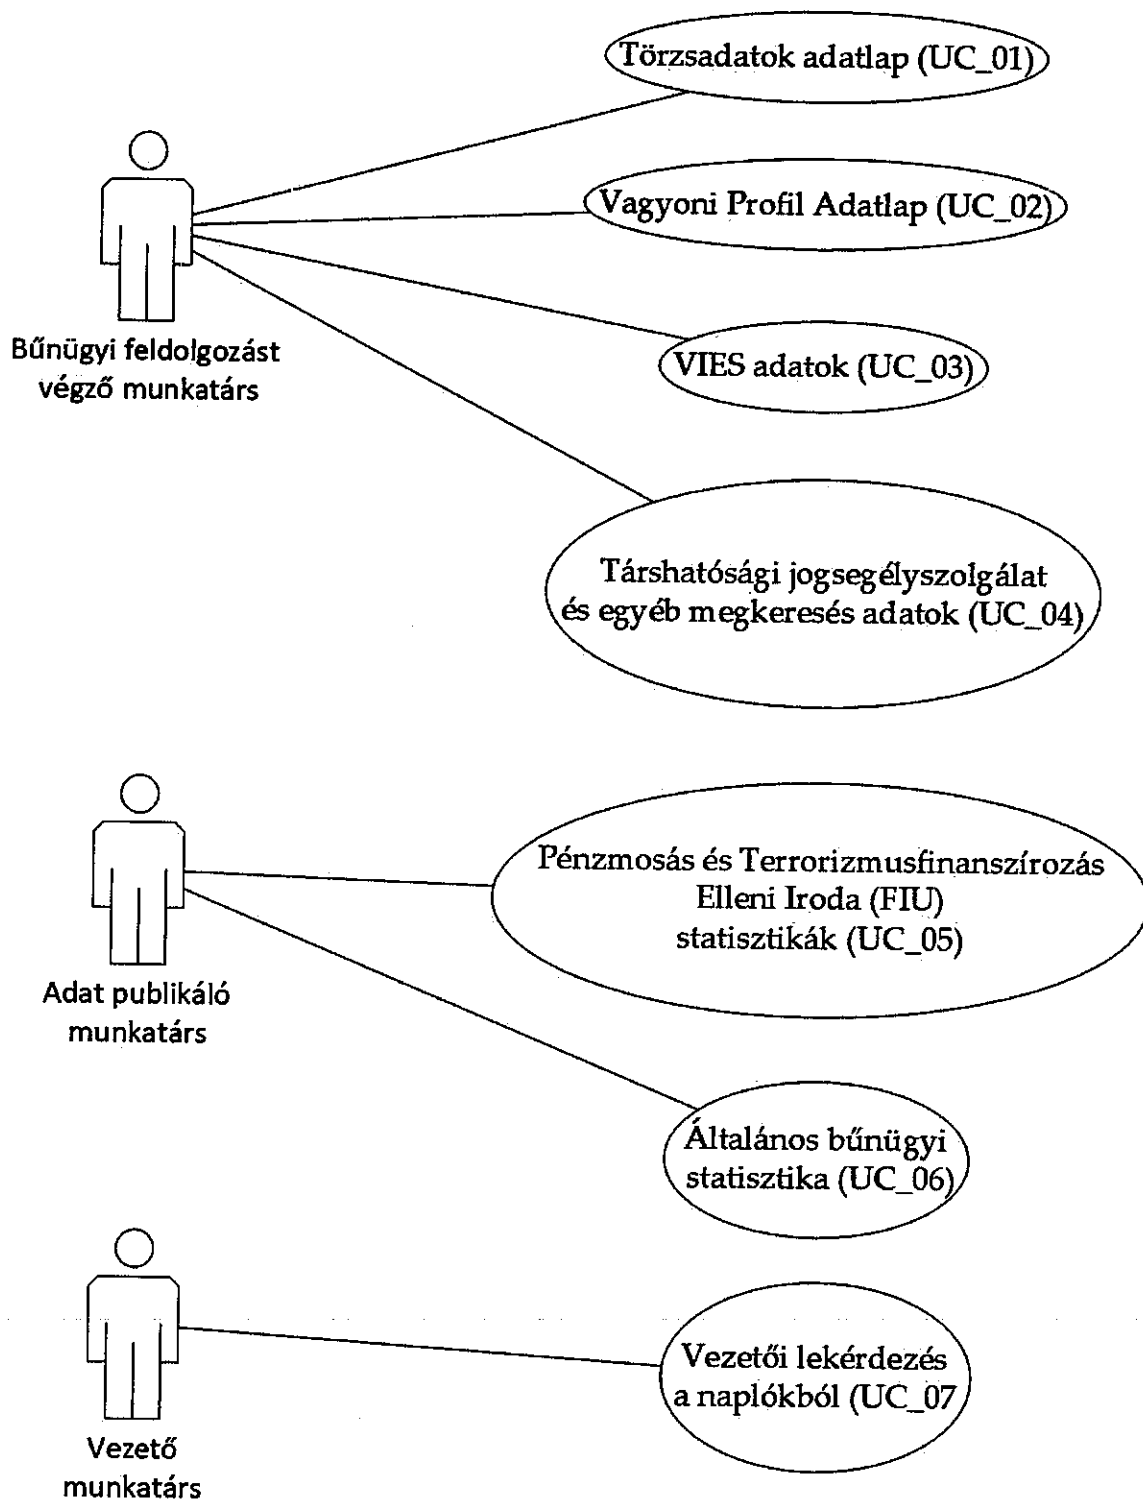 Törzsadatok adatlap (UC_01)
Vagyoni Profil Adatlap (UC_02)
Bűnügyi feldolgozást
végző munkatárs
VIES adatok (UC_03)
Társhatósági jogsegélyszolgálat
és egyéb megkeresés adatok (UC_04)
Pénzmosás és Terrorizmusfinanszírozás
Elleni Iroda (FIU)
statisztikák (UC_05)
Adat publikáló
munkatárs
Általános bűnügyi
statisztika (UC_06)
Vezetői lekérdezés
a naplókból (UC_07
Vezető
munkatárs